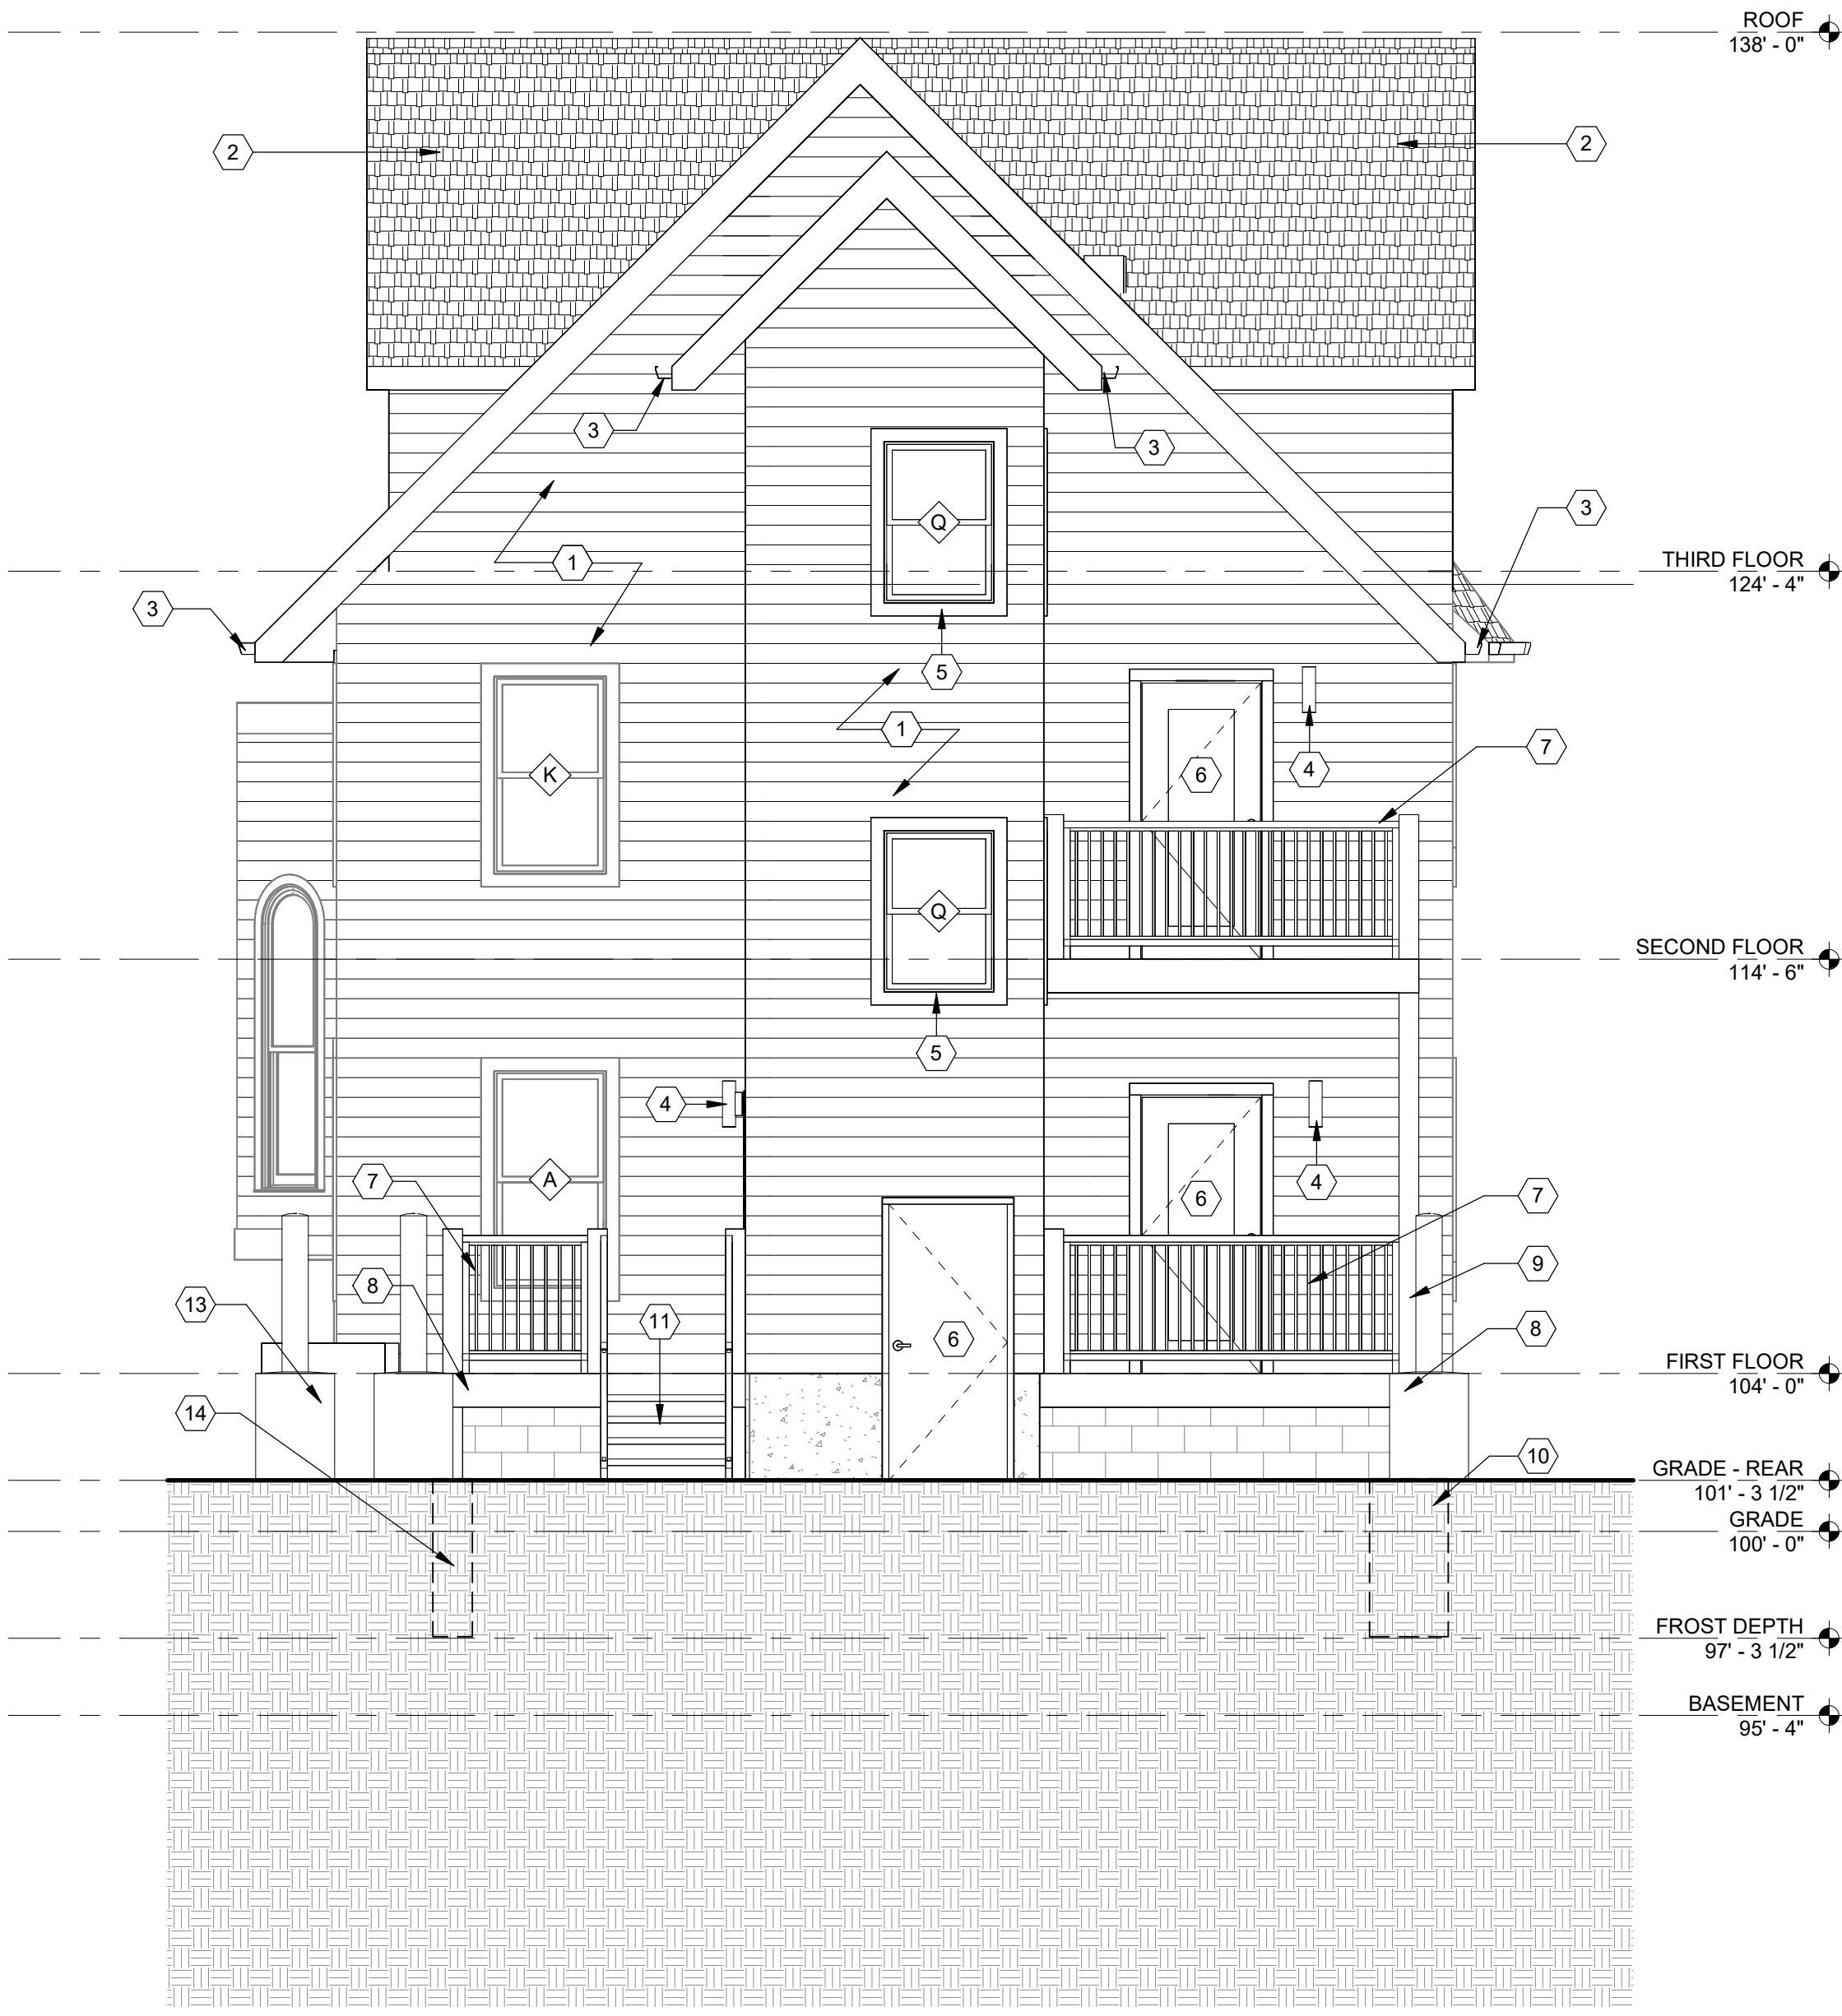 ROOF
138' - 0"
2
2
3
3
3
Q
1
THIRD FLOOR
124' - 4"
3
5
1
7
K
6
4
Q
SECOND FLOOR
114' - 6"
5
4
A
7
4
6
7
9
8
13
11
6
8
FIRST FLOOR
104' - 0"
14
10
GRADE - REAR
101' - 3 1/2"
GRADE
100' - 0"
FROST DEPTH
97' - 3 1/2"
BASEMENT
95' - 4"